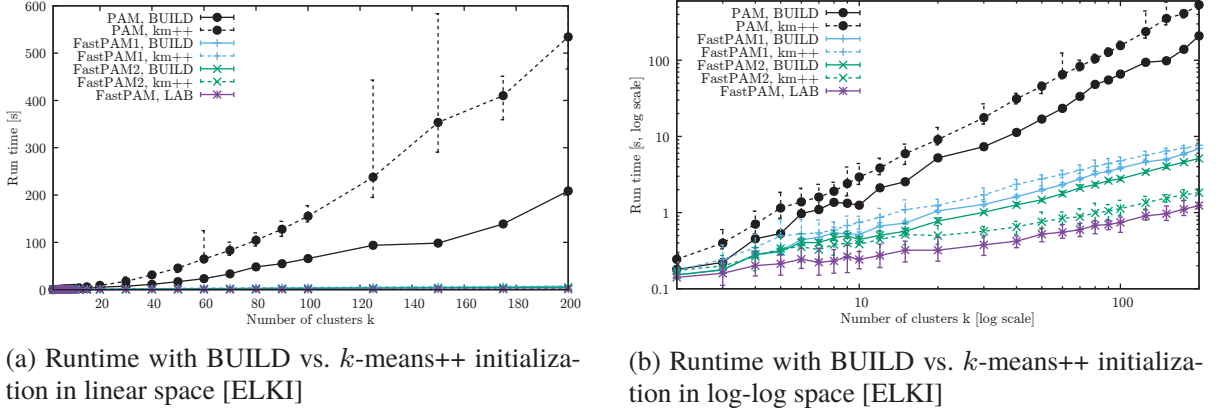 600
500
400
300
200
100
0
Run time [s]
20
40
60
80
100
120
140
160
180
200
Number of clusters k
PAM, BUILD
PAM, km++
FastPAM1, BUILD
FastPAM1, km++
FastPAM2, BUILD
FastPAM2, km++
FastPAM, LAB
(a) Runtime with BUILD vs. k-means++ initializa-
tion in linear space [ELKI]
100
10
1
0.1
Run time [s, log scale]
10
100
Number of clusters k [log scale]
PAM, BUILD
PAM, km++
FastPAM1, BUILD
FastPAM1, km++
FastPAM2, BUILD
FastPAM2, km++
FastPAM, LAB
(b) Runtime with BUILD vs. k-means++ initializa-
tion in log-log space [ELKI]